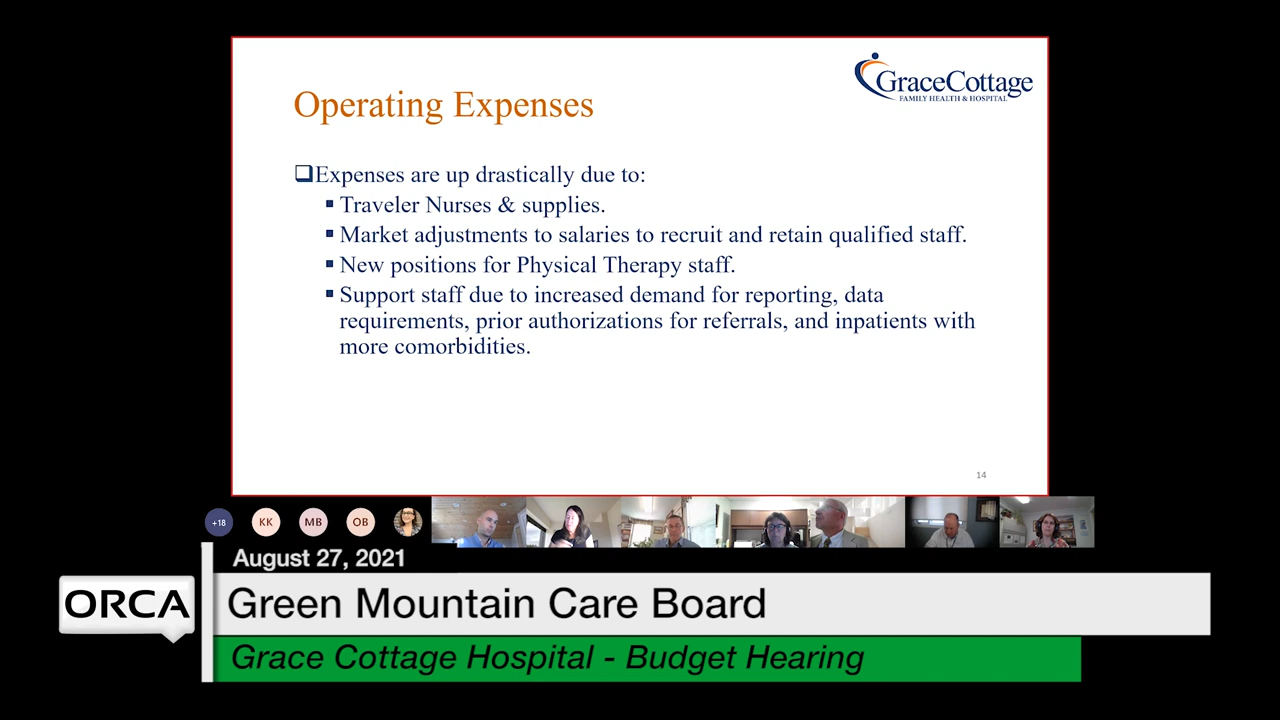 GraceCottage
FAMILY HEALTH & HOSPITAL
Operating Expenses
Expenses are up drastically due to:
Traveler Nurses & supplies.
Market adjustments to salaries to recruit and retain qualified staff.
New positions for Physical Therapy staff.
Support staff due to increased demand for reporting, data
requirements, prior authorizations for referrals, and inpatients with
more comorbidities.
14
+18
KK
MB
OB
August 27, 2021
ORCA
Green Mountain Care Board
Grace Cottage Hospital - Budget Hearing